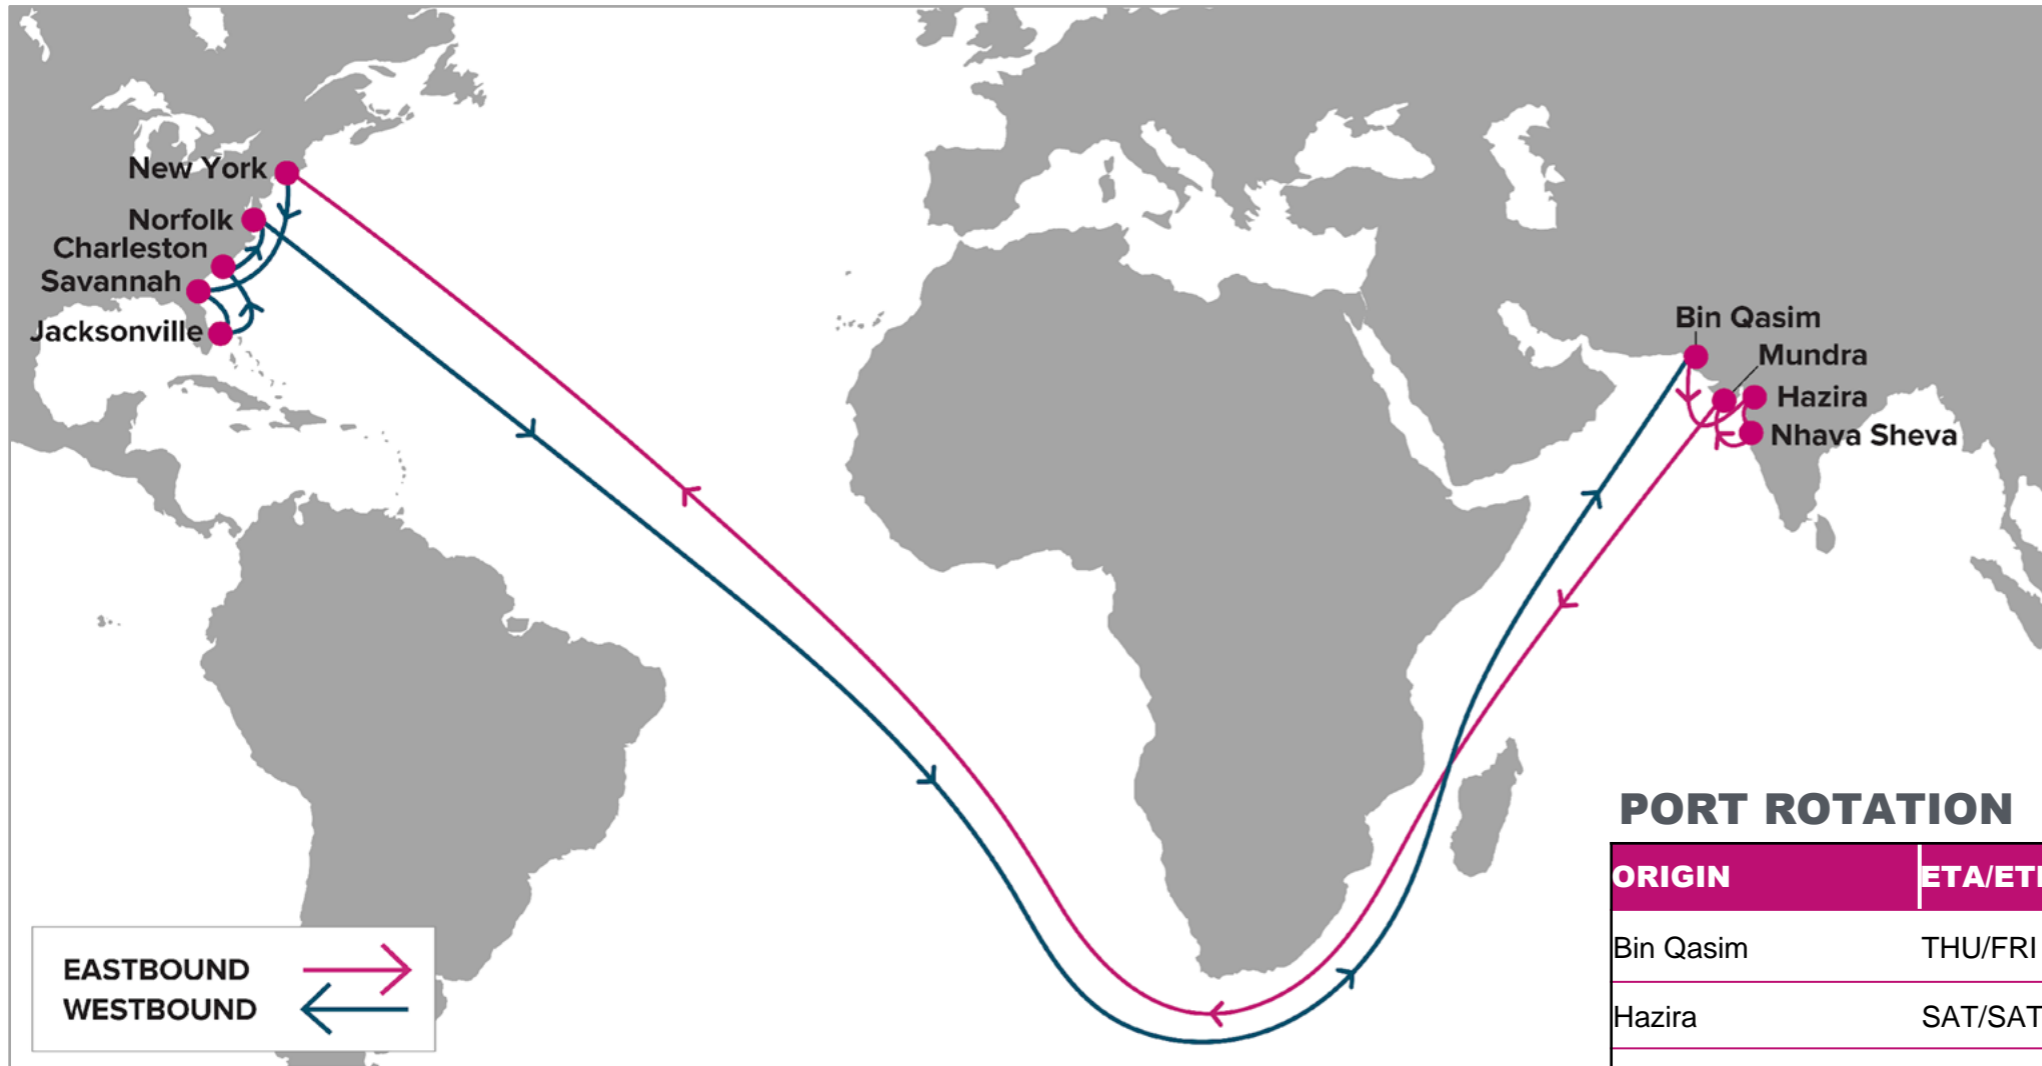 New York
Norfolk
Charleston
Savannah
Jacksonville
Bin Qasim
Mundra
Hazira
Nhava Sheva
EASTBOUND
WESTBOUND
PORT ROTATION
ORIGIN
Bin Qasim THU/FRI
Hazira SAT/SAT